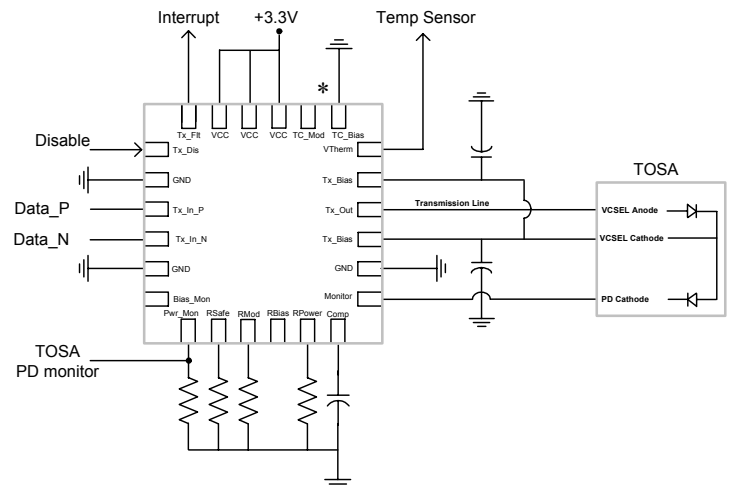 Interrupt
+3.3V
Temp Sensor
*
Tx_Flt VCC VCC VCC TC_Mod TC_Bias
Disable
Tx_Dis
VTherm
GND
Tx_Bias
TOSA
Data_P
Tx_In_P
Tx_Out
Transmission Line
VCSEL Anode
Data_N
Tx_In_N
Tx_Bias
VCSEL Cathode
GND
GND
Bias_Mon
Monitor
PD Cathode
Pwr_Mon RSafe RMod RBias RPower Comp
TOSA
PD monitor